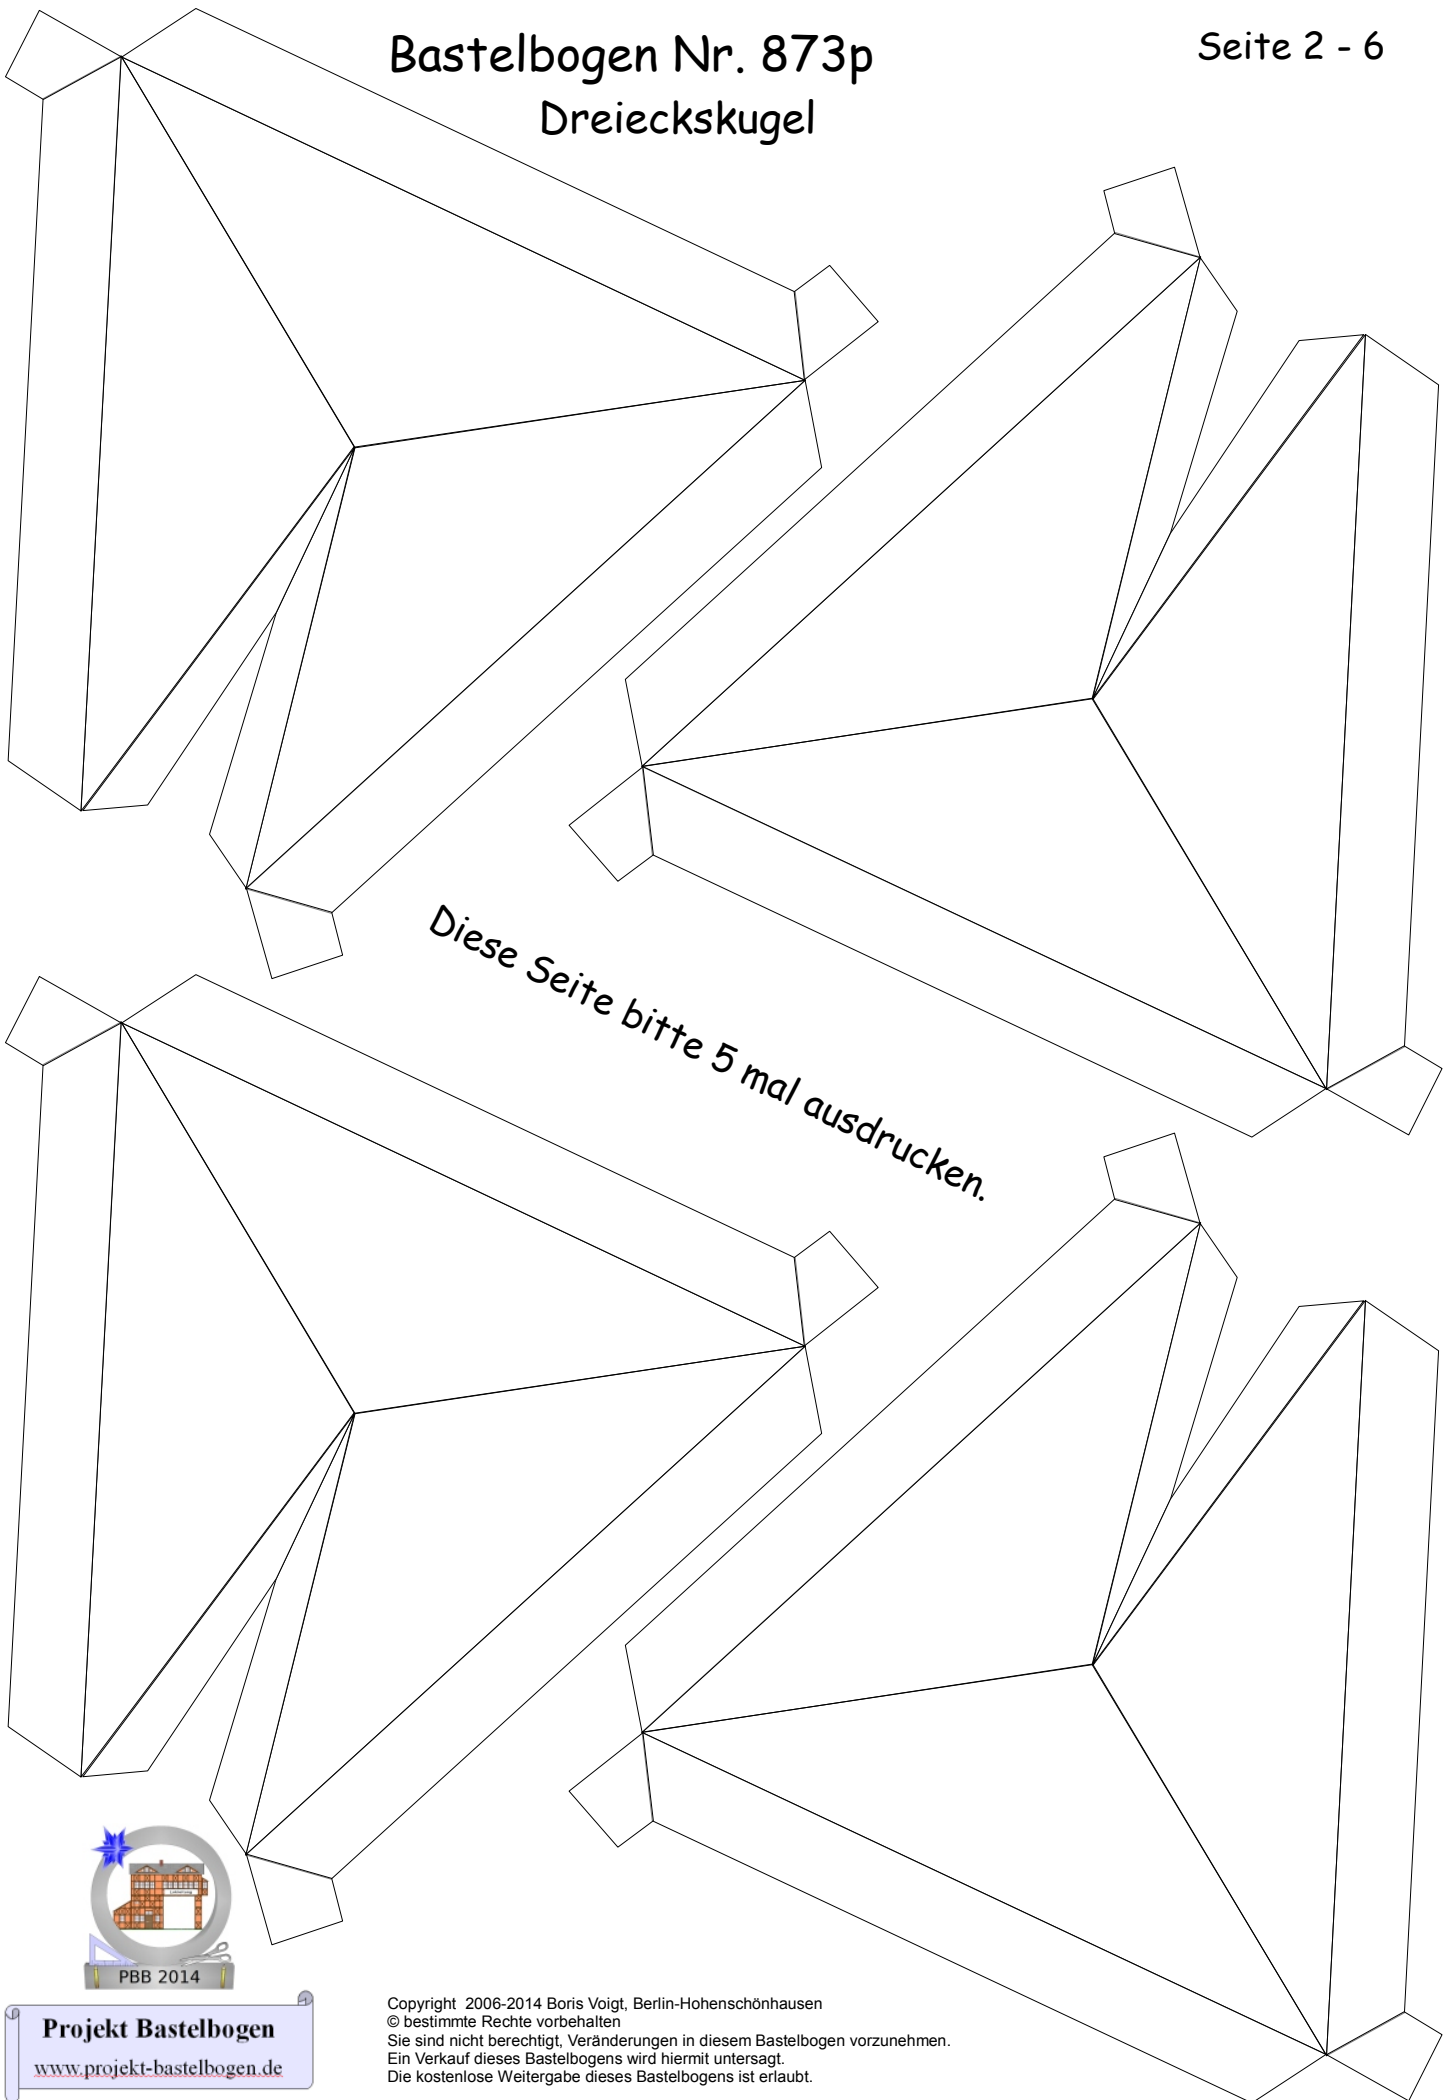 Bastelbogen Nr. 873p
Seite 2 - 6
Dreieckskugel
Diese Seite bitte 5 mal ausdrucken.
PBB 2014
Projekt Bastelbogen
www.projekt-bastelbogen.de
Copyright  2006-2014 Boris Voigt, Berlin-Hohenschönhausen
© bestimmte Rechte vorbehalten
Sie sind nicht berechtigt, Veränderungen in diesem Bastelbogen vorzunehmen.
Ein Verkauf dieses Bastelbogens wird hiermit untersagt.
Die kostenlose Weitergabe dieses Bastelbogens ist erlaubt.